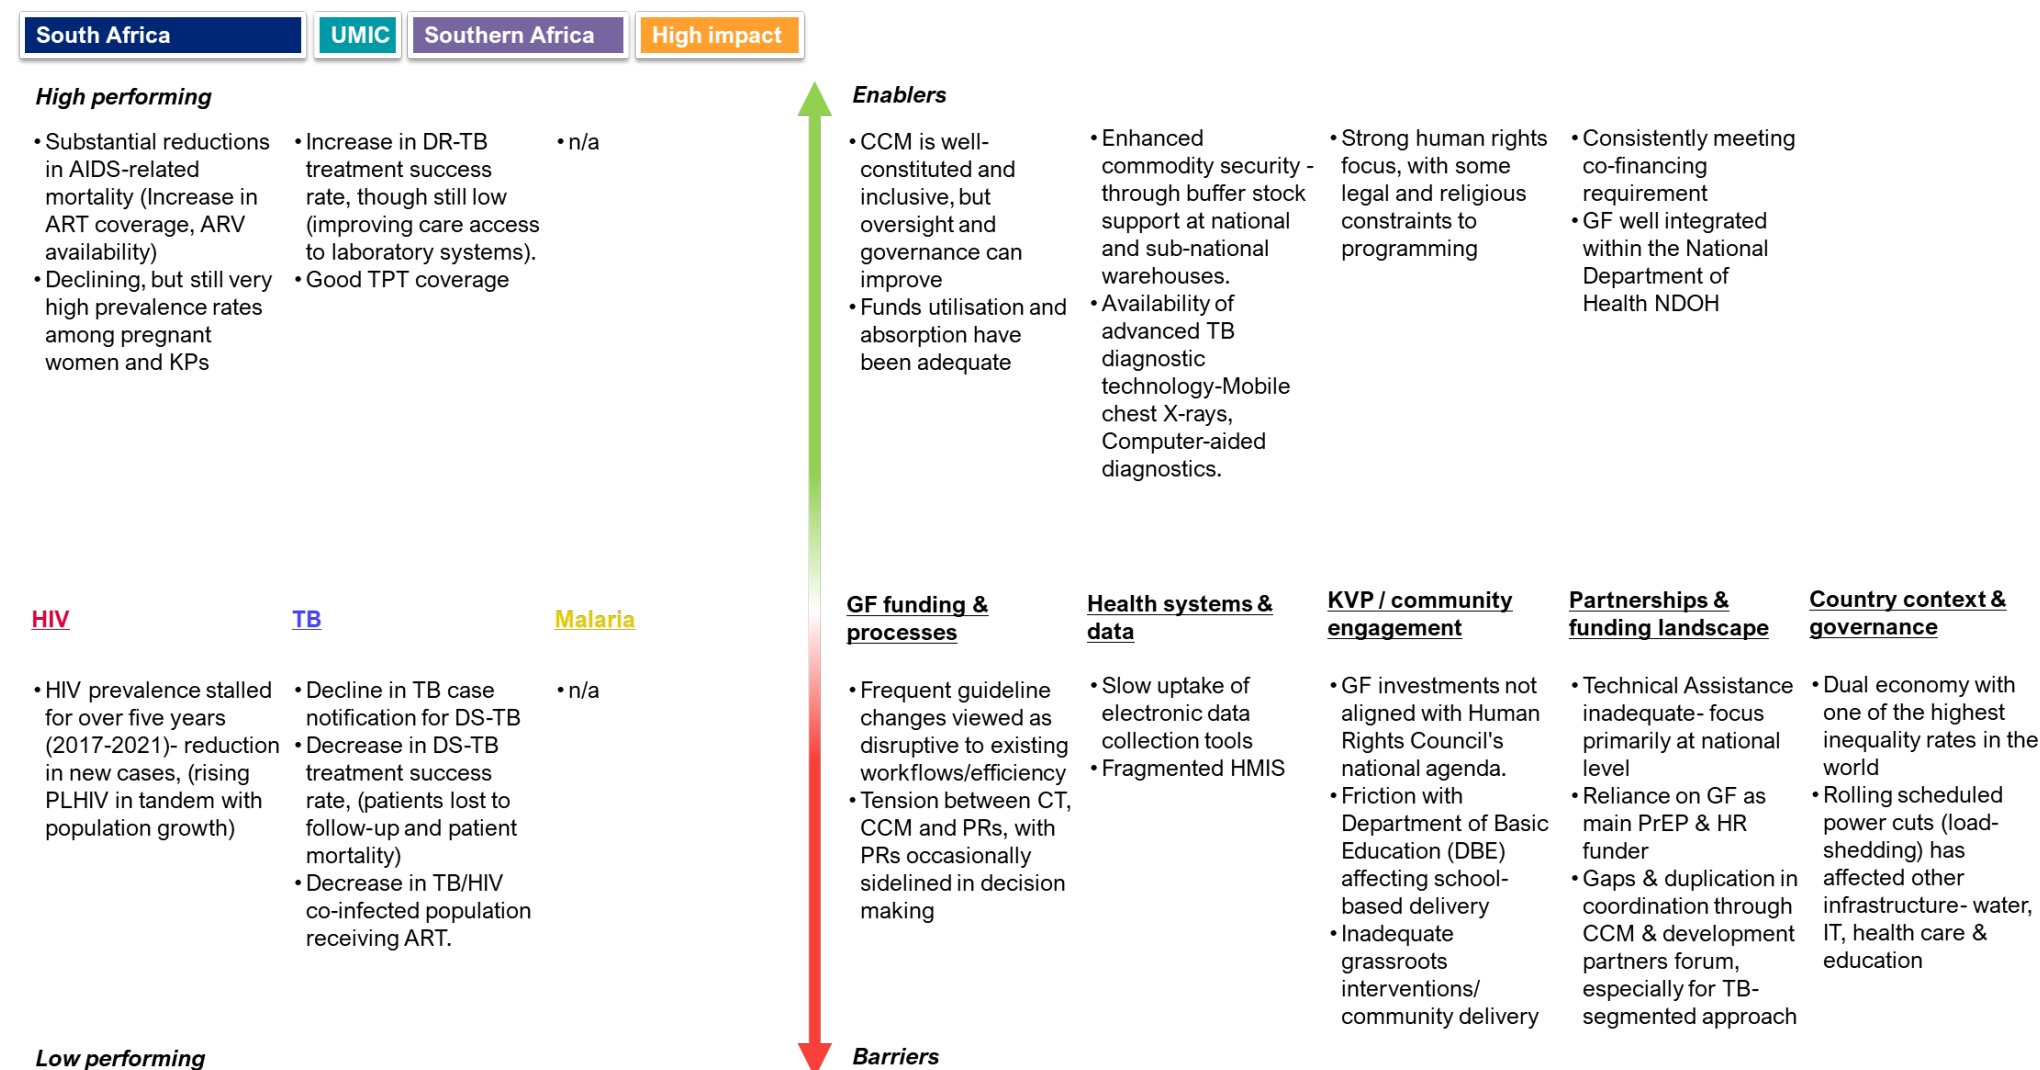 South Africa
UMIC
Southern Africa
High impact
High performing
• Substantial reductions
in AIDS-related
mortality (Increase in
ART coverage, ARV
availability)
• Declining, but still very
high prevalence rates
among pregnant
women and KPs
• Increase in DR-TB
treatment success
rate, though still low
(improving care access
to laboratory systems).
• Good TPT coverage
• n/a
Enablers
• CCM is well-
constituted and
inclusive, but
oversight and
governance can
improve
• Funds utilisation and
absorption have
been adequate
• Enhanced
commodity security -
through buffer stock
support at national
and sub-national
warehouses.
• Availability of
advanced TB
diagnostic
technology-Mobile
chest X-rays,
Computer-aided
diagnostics.
• Strong human rights
focus, with some
legal and religious
constraints to
programming
• Consistently meeting
co-financing
requirement
• GF well integrated
within the National
Department of
Health NDOH
HIV
TB
Malaria
GF funding &
processes
Health systems &
data
KVP / community
engagement
Partnerships &
funding landscape
Country context &
governance
• HIV prevalence stalled
for over five years
(2017-2021)- reduction
in new cases, (rising
PLHIV in tandem with
population growth)
• Decline in TB case
notification for DS-TB
• Decrease in DS-TB
treatment success
rate, (patients lost to
follow-up and patient
mortality)
• Decrease in TB/HIV
co-infected population
receiving ART.
• n/a
• Frequent guideline
changes viewed as
disruptive to existing
workflows/efficiency
• Tension between CT,
CCM and PRs, with
PRs occasionally
sidelined in decision
making
• Slow uptake of
electronic data
collection tools
• Fragmented HMIS
• GF investments not
aligned with Human
Rights Council's
national agenda.
• Friction with
Department of Basic
Education (DBE)
affecting school-
based delivery
• Inadequate
grassroots
interventions/
community delivery
• Technical Assistance
inadequate- focus
primarily at national
level
• Reliance on GF as
main PrEP & HR
funder
• Gaps & duplication in
coordination through
CCM & development
partners forum,
especially for TB-
segmented approach
• Dual economy with
one of the highest
inequality rates in the
world
• Rolling scheduled
power cuts (load-
shedding) has
affected other
infrastructure- water,
IT, health care &
education
Low performing
Barriers